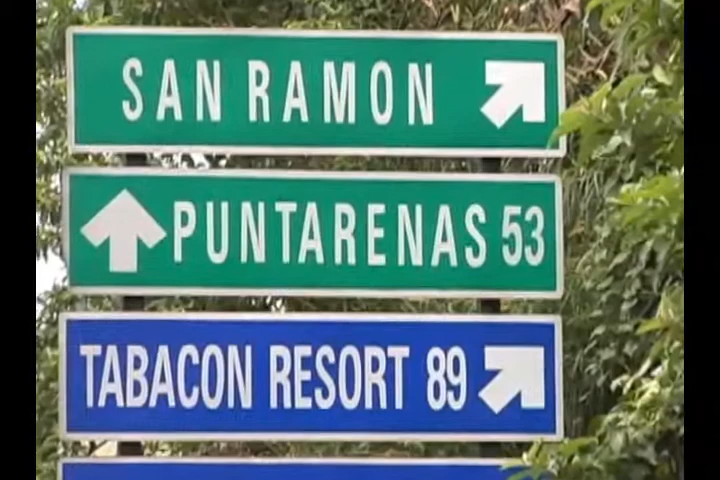 SAN RAMON
PUNTARENAS 53
TABACON RESORT 89